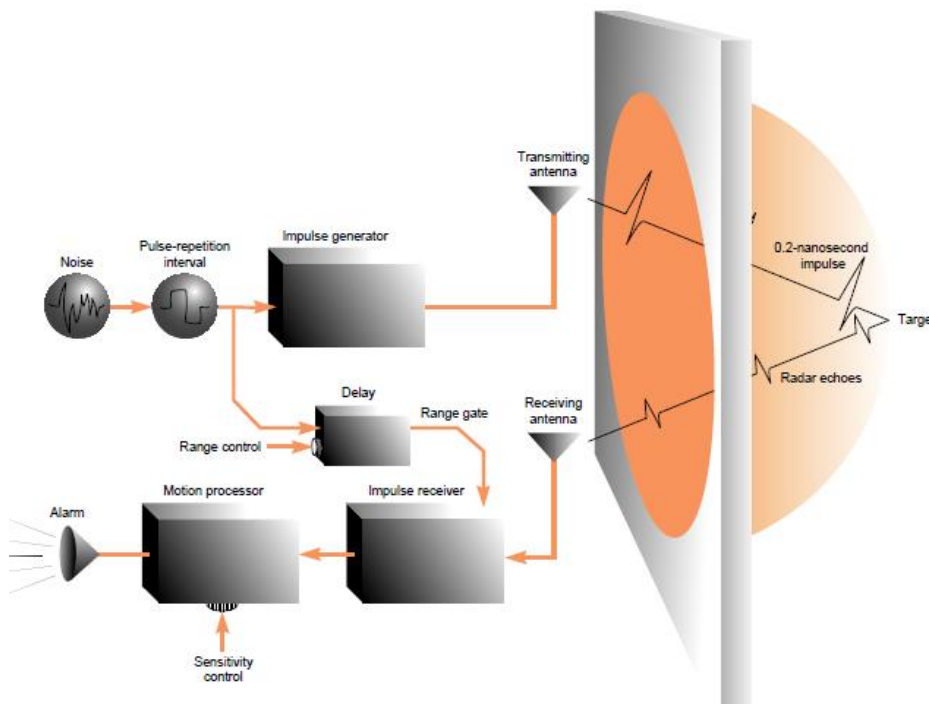 Transmitting
antenna
Impulse generator
Pulse-repetition
interval
Noise
0.2-nanosecond
impulse
Targe
Radar echoes
Delay
Range gate
Receiving
antenna
Range control
Motion processor
Impulse receiver
Alarm
Sensitivity
control